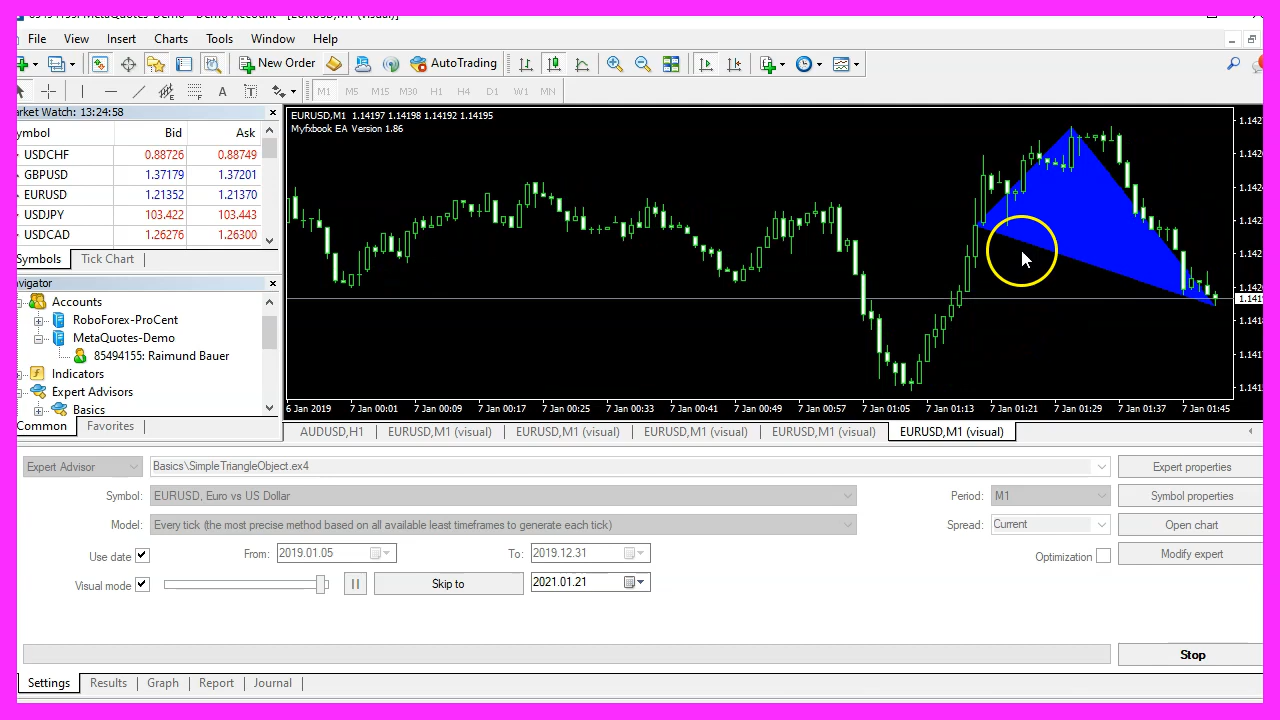 File View Insert Charts Tools Window Help
New Order AutoTrading
M1 M5 M15 M30 H1 H4 D1 W1 MN
arket Watch: 13:24:58
ymbol Bid Ask
USDCHF 0.88726 0.88749
GBPUSD 1.37179 1.37201
EURUSD 1.21352 1.21370
USDJPY 103.422 103.443
USDCAD 1.26276 1.26300
Symbols Tick Chart
avigator
Accounts
RoboForex-ProCent
MetaQuotes-Demo
85494155: Raimund Bauer
Indicators
Expert Advisors
Basics
Common Favorites
EURUSD,M1 1.14197 1.14198 1.14192 1.14195
Myfxbook EA Version 1.86
6 Jan 2019 7 Jan 00:01 7 Jan 00:09 7 Jan 00:17 7 Jan 00:25 7 Jan 00:33 7 Jan 00:41 7 Jan 00:49 7 Jan 00:57 7 Jan 01:05 7 Jan 01:13 7 Jan 01:21 7 Jan 01:29 7 Jan 01:37 7 Jan 01:45
AUDUSD,H1 EURUSD,M1 (visual) EURUSD,M1 (visual) EURUSD,M1 (visual) EURUSD,M1 (visual) EURUSD,M1 (visual)
Expert Advisor Basics\SimpleTriangleObject.ex4 Expert properties
Symbol: EURUSD, Euro vs US Dollar Period: M1 Symbol properties
Model: Every tick (the most precise method based on all available least timeframes to generate each tick) Spread: Current Open chart
Use date From: 2019.01.05 To: 2019.12.31 Optimization Modify expert
Visual mode Skip to 2021.01.21
Stop
Settings Results Graph Report Journal